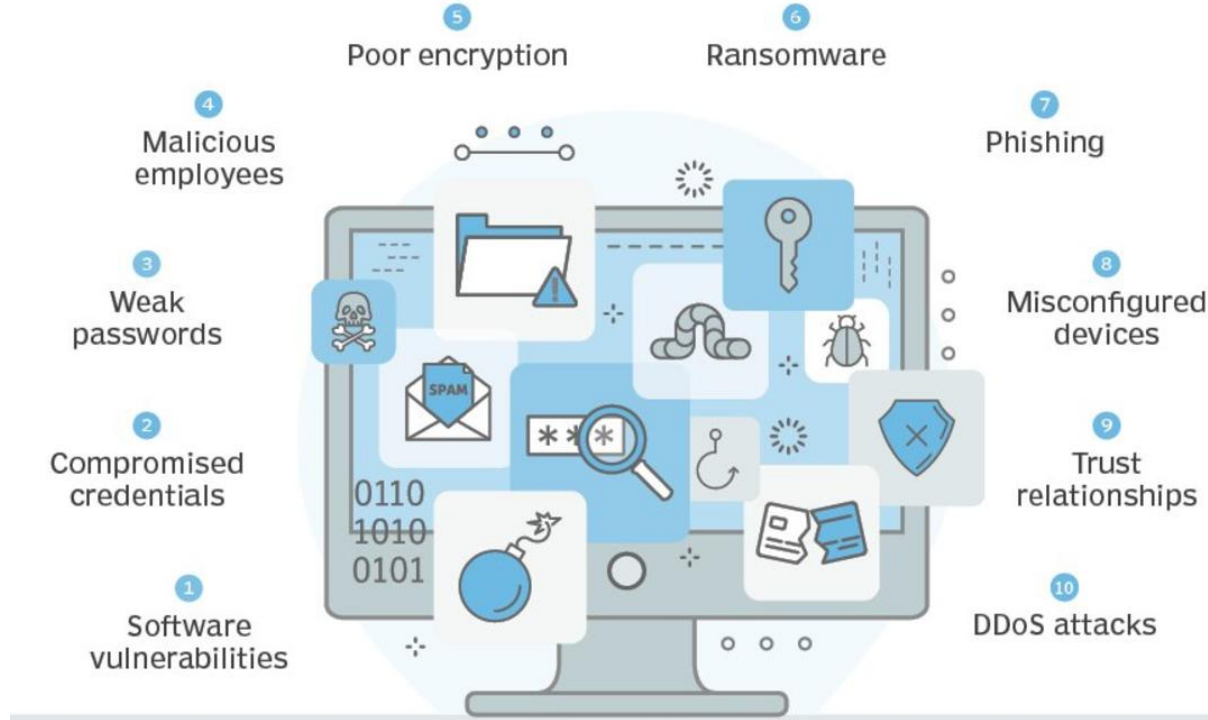 5
Poor encryption
6
Ransomware
4
Malicious
employees
7
Phishing
3
Weak
passwords
8
Misconfigured
devices
2
Compromised
credentials
9
Trust
relationships
1
Software
vulnerabilities
10
DDoS attacks
SPAM
* * *
0110
1010
0101
!